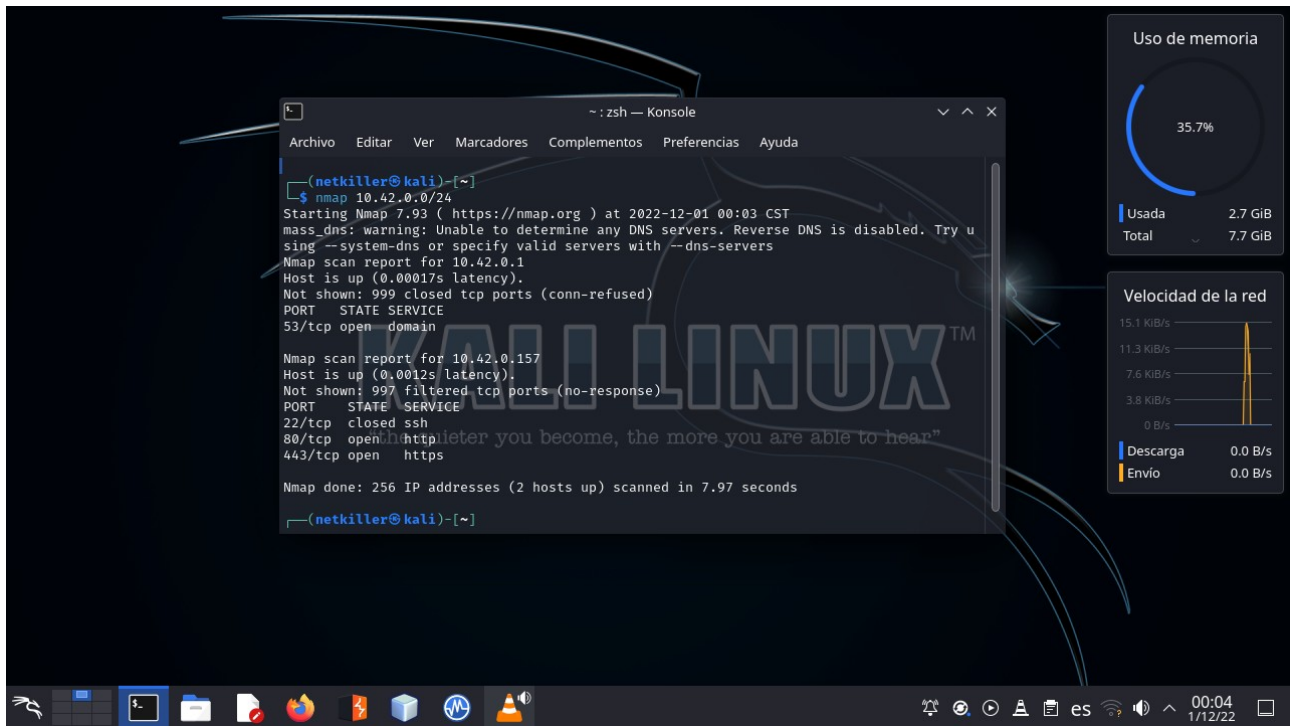 Uso de memoria
35.7%
Usada 2.7 GiB
Total 7.7 GiB
~ : zsh — Konsole
Archivo Editar Ver Marcadores Complementos Preferencias Ayuda
┌──(netkiller㉿kali)-[~]
└─$ nmap 10.42.0.0/24
Starting Nmap 7.93 ( https://nmap.org ) at 2022-12-01 00:03 CST
mass_dns: warning: Unable to determine any DNS servers. Reverse DNS is disabled. Try u
sing --system-dns or specify valid servers with --dns-servers
Nmap scan report for 10.42.0.1
Host is up (0.00017s latency).
Not shown: 999 closed tcp ports (conn-refused)
PORT   STATE SERVICE
53/tcp open  domain
Nmap scan report for 10.42.0.157
Host is up (0.0012s latency).
Not shown: 997 filtered tcp ports (no-response)
PORT    STATE  SERVICE
22/tcp  closed ssh
80/tcp  open   http
443/tcp open   https
Nmap done: 256 IP addresses (2 hosts up) scanned in 7.97 seconds
┌──(netkiller㉿kali)-[~]
KALI LINUX TM
"the quieter you become, the more you are able to hear"
Velocidad de la red
15.1 KiB/s
11.3 KiB/s
7.6 KiB/s
3.8 KiB/s
0 B/s
Descarga 0.0 B/s
Envío 0.0 B/s
es
00:04
1/12/22